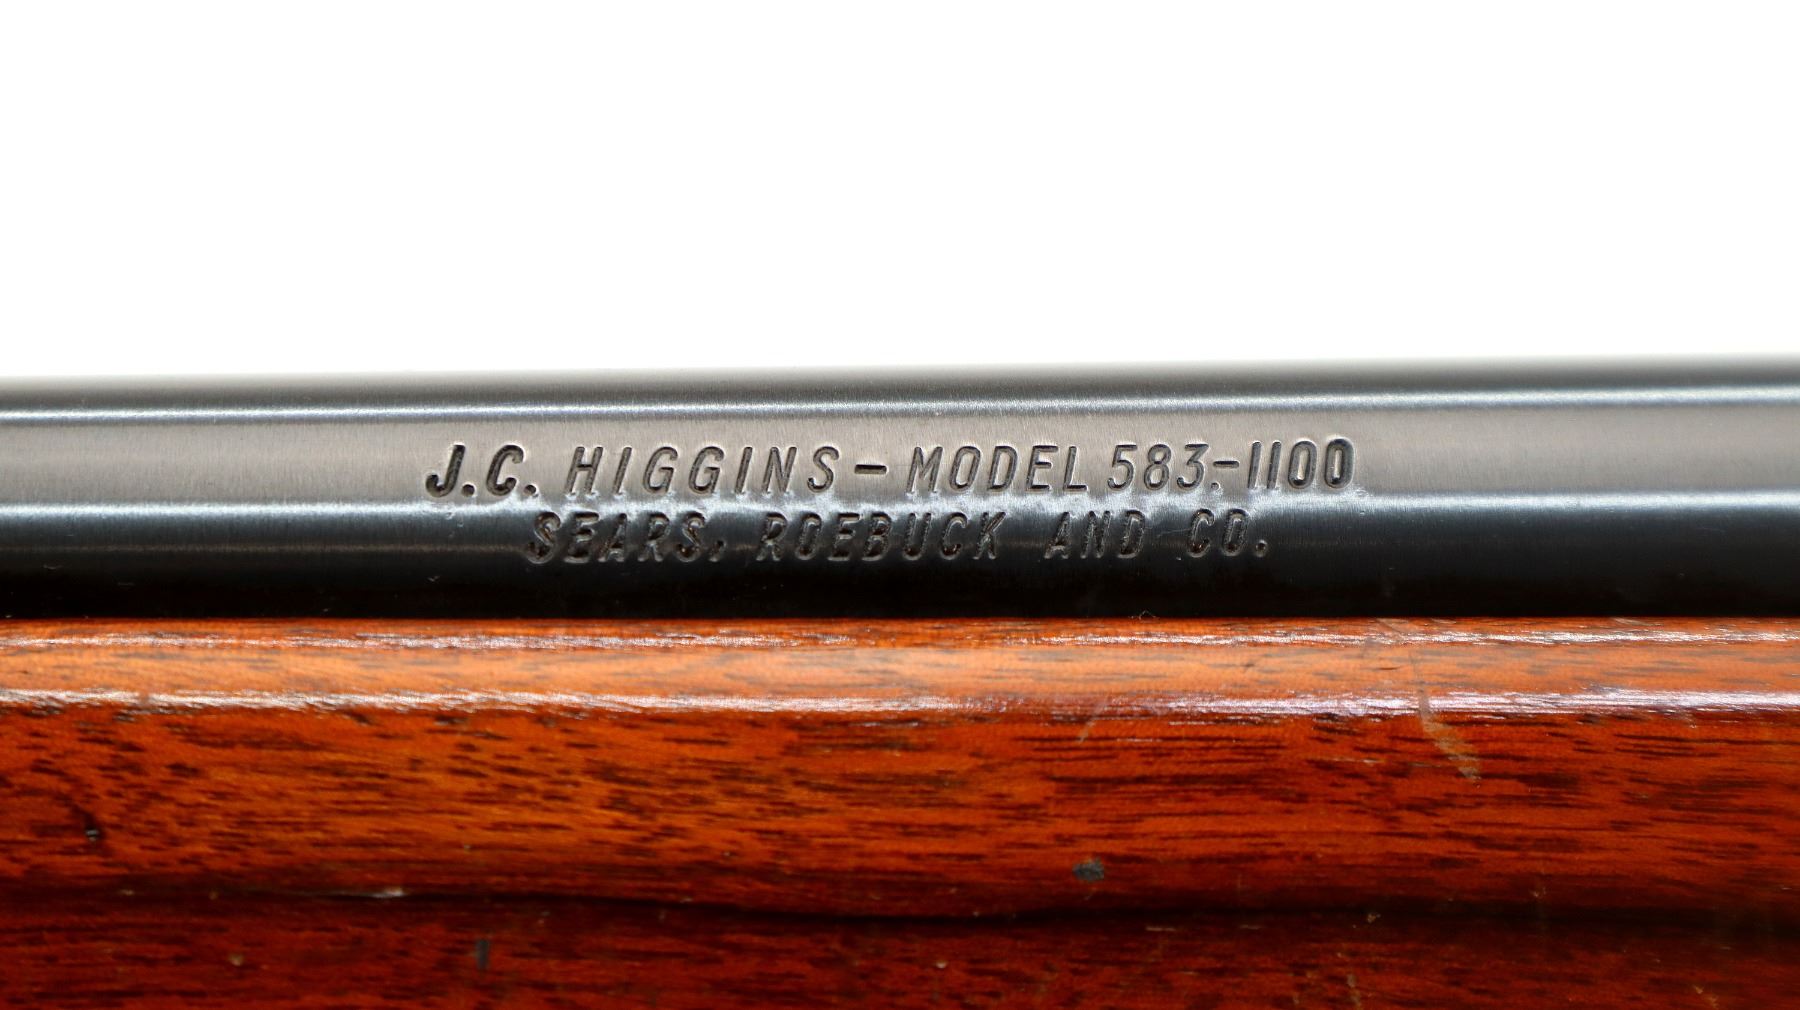 J.C. HIGGINS - MODEL 583.-1100
SEARS, ROEBUCK AND CO.